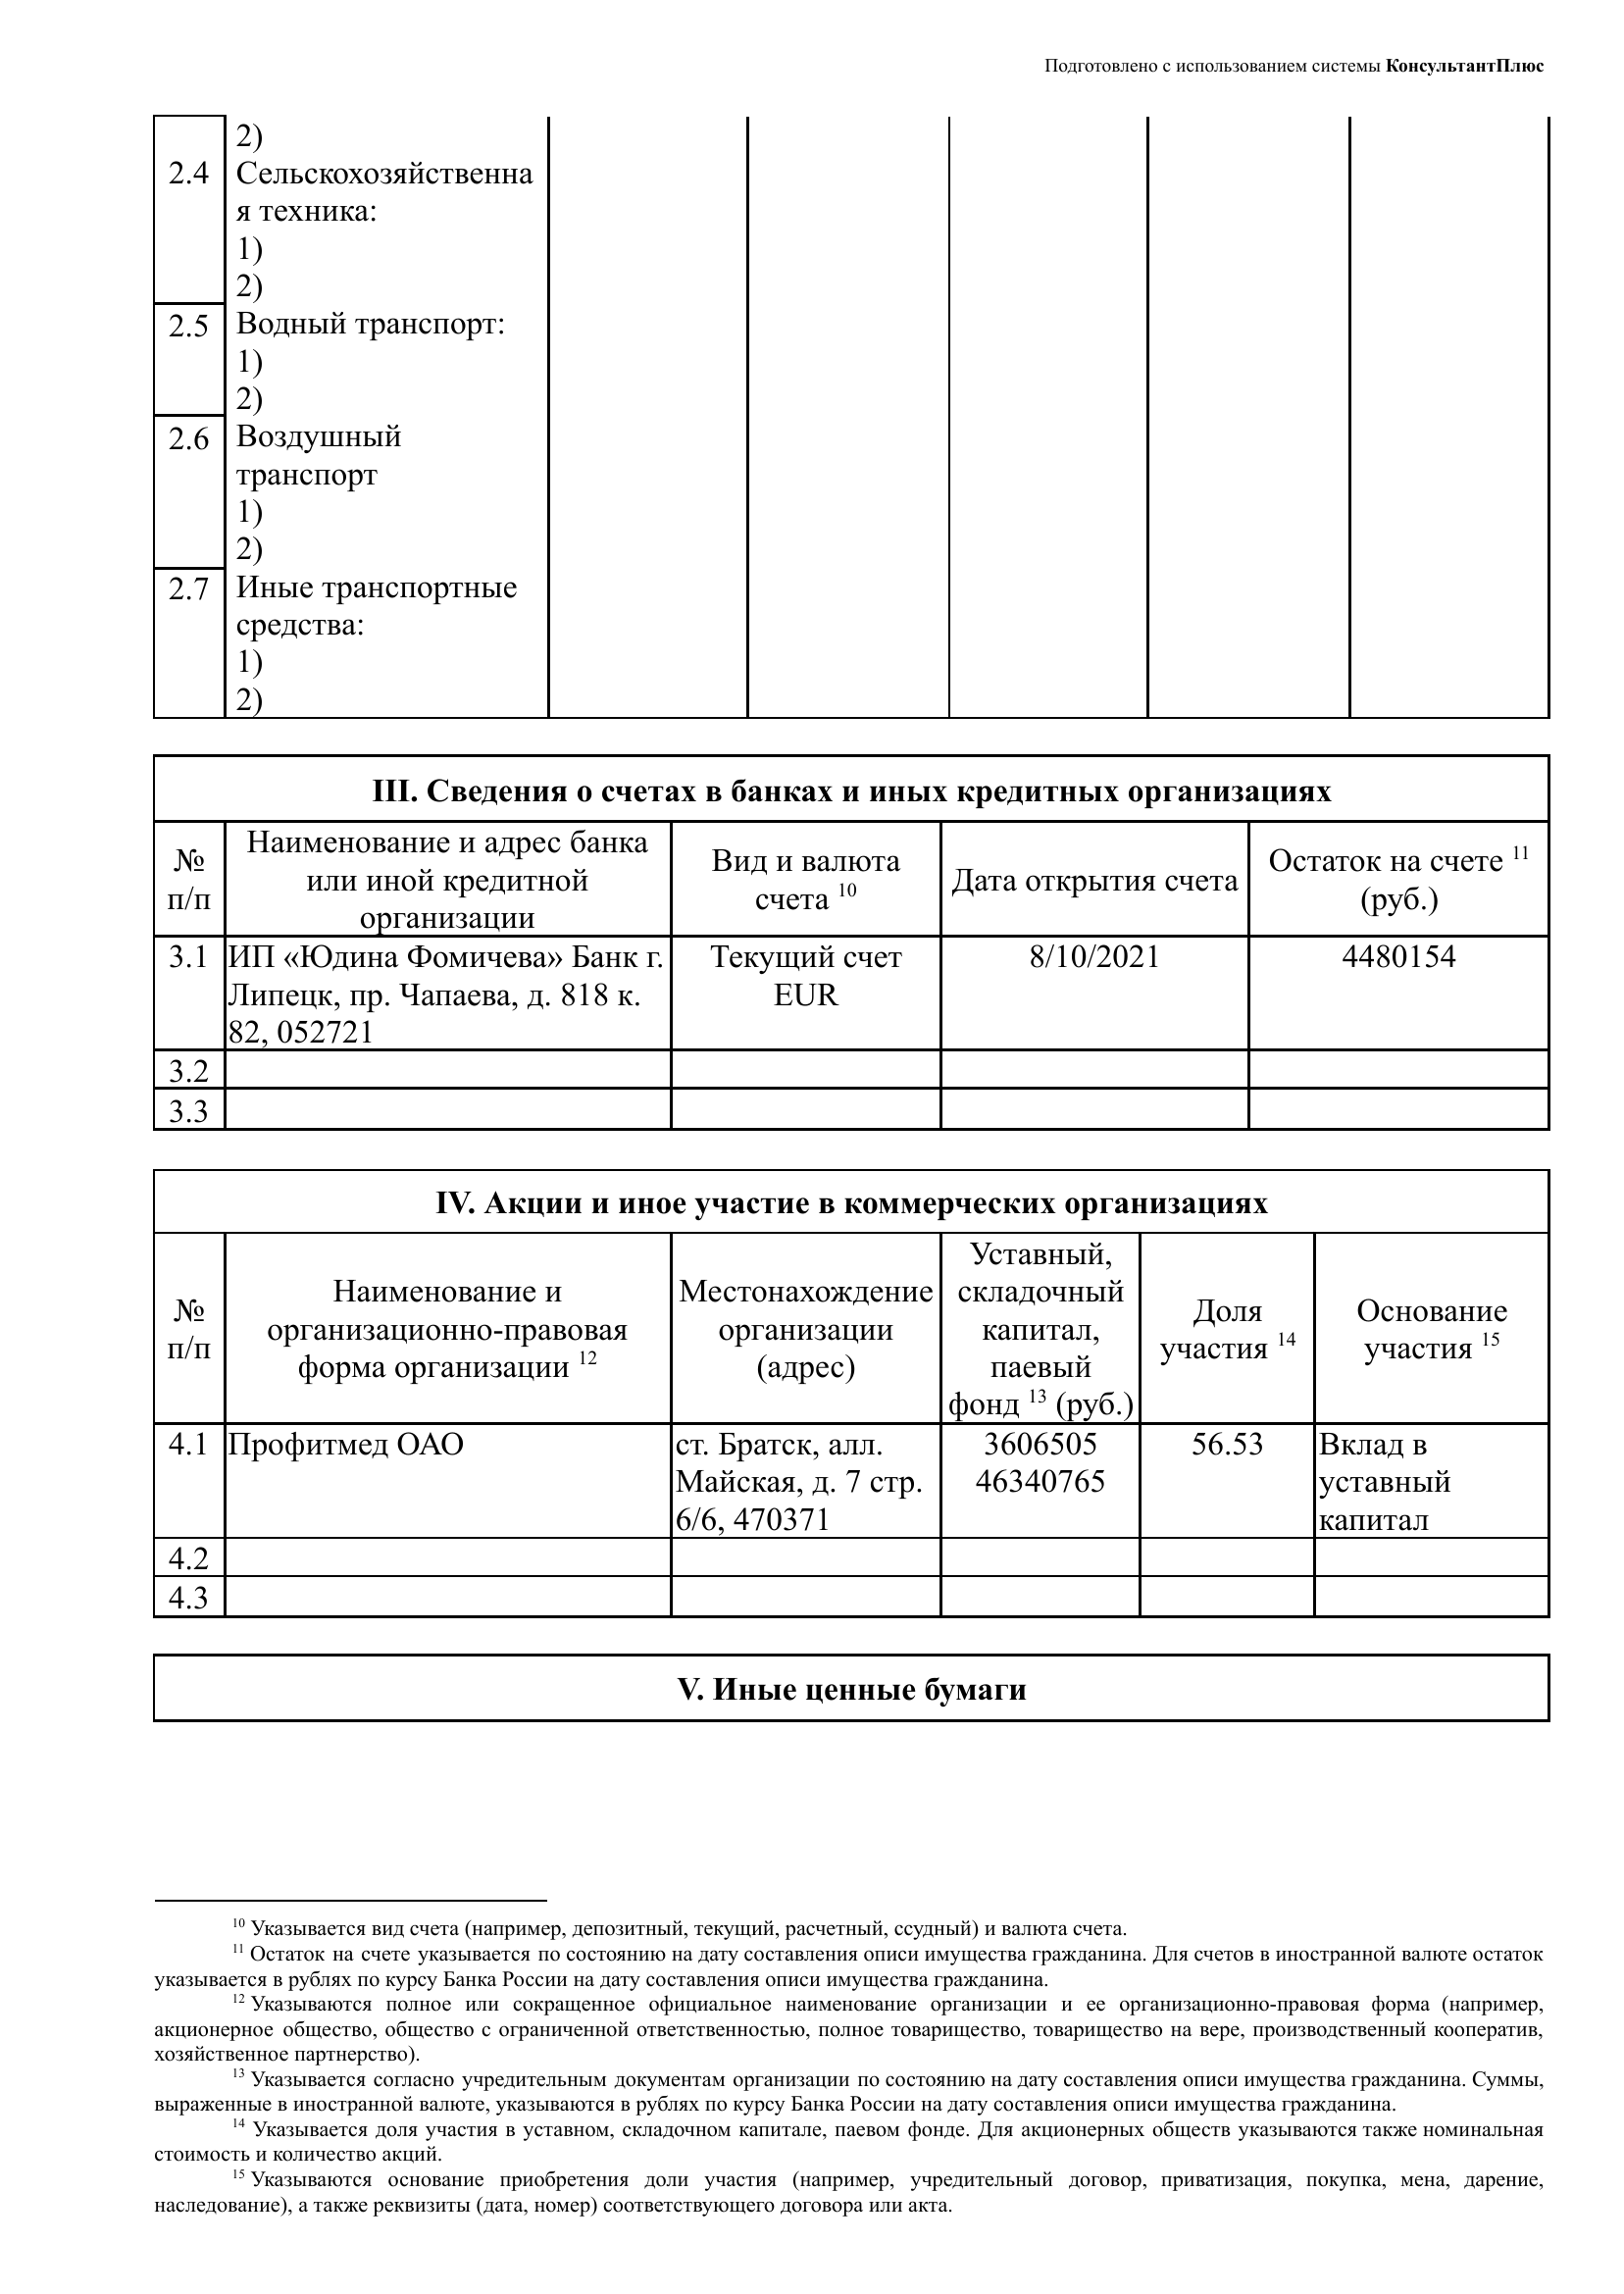 Подготовлено с использованием системы КонсультантПлюс
2)
2.4 Сельскохозяйственна
я техника:
1)
2)
2.5 Водный транспорт:
1)
2)
2.6 Воздушный
транспорт
1)
2)
2.7 Иные транспортные
средства:
1)
2)
III. Сведения о счетах в банках и иных кредитных организациях
№
п/п
Наименование и адрес банка
или иной кредитной
организации
Вид и валюта
счета 10
Дата открытия счета
Остаток на счете 11
(руб.)
3.1
ИП «Юдина Фомичева» Банк г.
Липецк, пр. Чапаева, д. 818 к.
82, 052721
Текущий счет
EUR
8/10/2021
4480154
3.2
3.3
IV. Акции и иное участие в коммерческих организациях
№
п/п
Наименование и
организационно-правовая
форма организации 12
Местонахождение
организации
(адрес)
Уставный,
складочный
капитал,
паевый
фонд 13 (руб.)
Доля
участия 14
Основание
участия 15
4.1
Профитмед ОАО
ст. Братск, алл.
Майская, д. 7 стр.
6/6, 470371
3606505
46340765
56.53
Вклад в
уставный
капитал
4.2
4.3
V. Иные ценные бумаги
10 Указывается вид счета (например, депозитный, текущий, расчетный, ссудный) и валюта счета.
11 Остаток на счете указывается по состоянию на дату составления описи имущества гражданина. Для счетов в иностранной валюте остаток
указывается в рублях по курсу Банка России на дату составления описи имущества гражданина.
12 Указываются полное или сокращенное официальное наименование организации и ее организационно-правовая форма (например,
акционерное общество, общество с ограниченной ответственностью, полное товарищество, товарищество на вере, производственный кооператив,
хозяйственное партнерство).
13 Указывается согласно учредительным документам организации по состоянию на дату составления описи имущества гражданина. Суммы,
выраженные в иностранной валюте, указываются в рублях по курсу Банка России на дату составления описи имущества гражданина.
14 Указывается доля участия в уставном, складочном капитале, паевом фонде. Для акционерных обществ указываются также номинальная
стоимость и количество акций.
15 Указываются основание приобретения доли участия (например, учредительный договор, приватизация, покупка, мена, дарение,
наследование), а также реквизиты (дата, номер) соответствующего договора или акта.